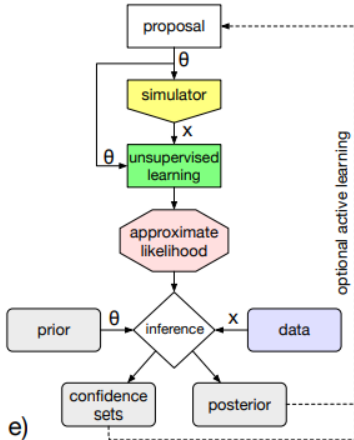 proposal
θ
simulator
x
θ
unsupervised
learning
optional active learning
approximate
likelihood
prior
θ
inference
x
data
confidence
sets
posterior
e)